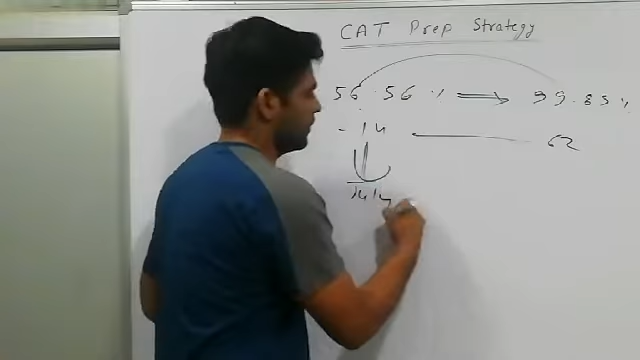 CAT Prep Strategy
56.56 % ⟹ 99.85 %
-14 —— 62